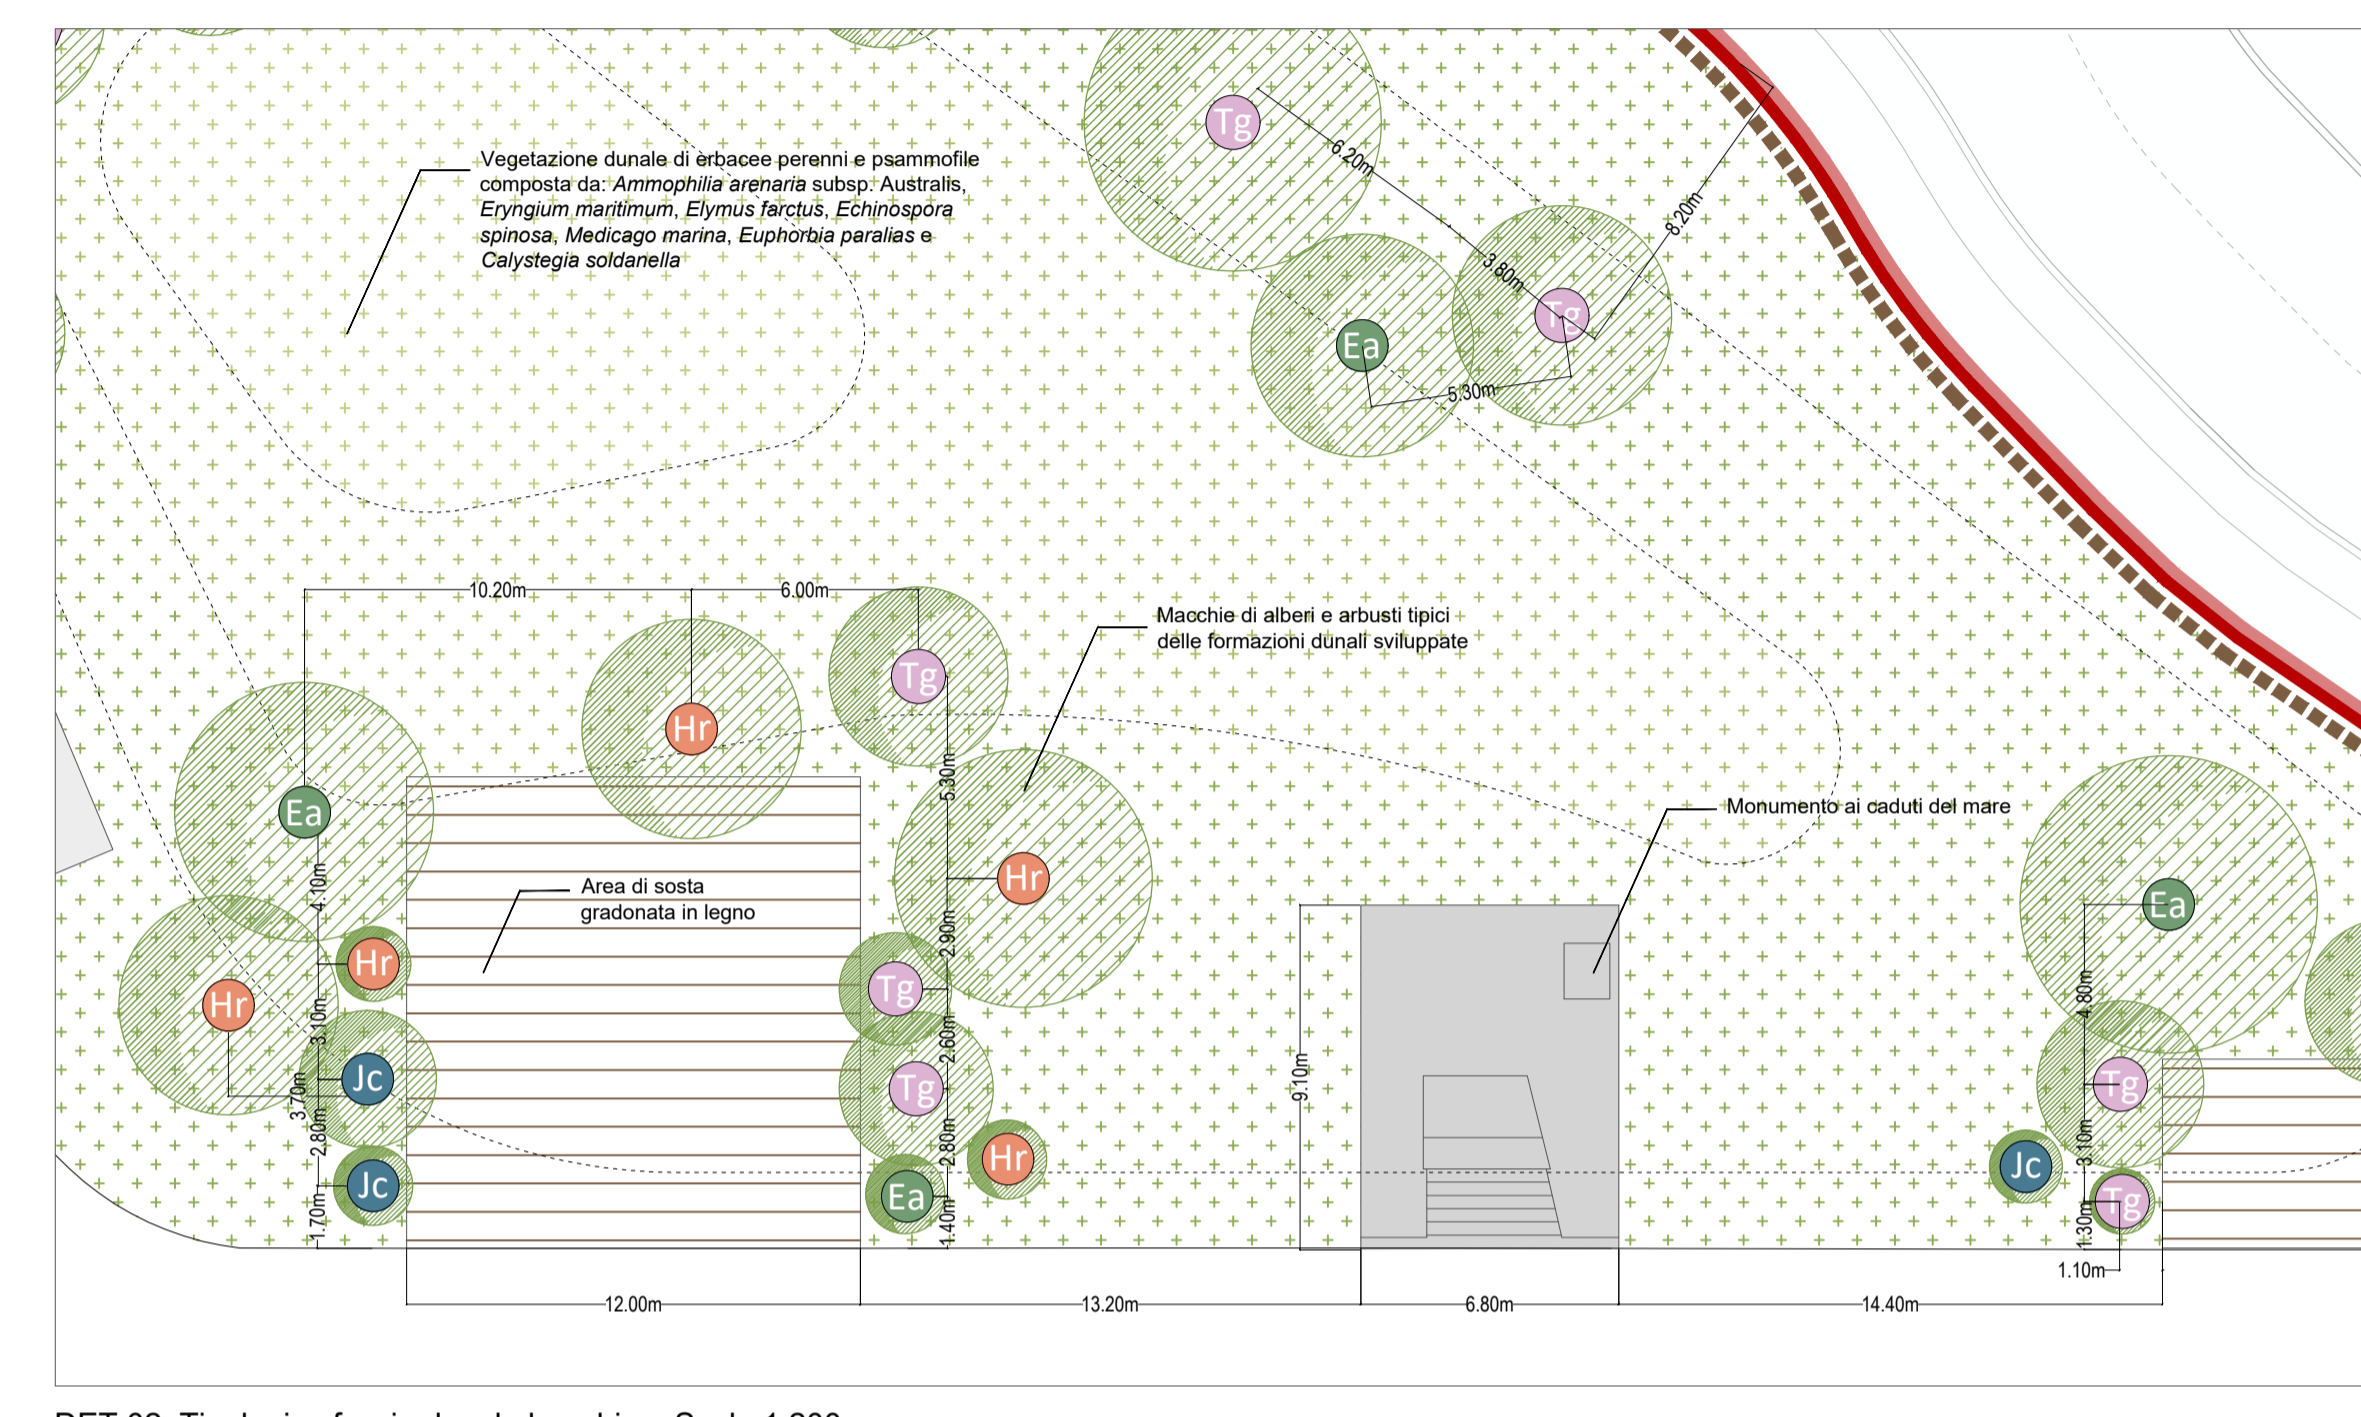 Tg
6.20m
8.20m
Vegetazione dunale di erbacee perenni e psammofile
composta da: Ammophilia arenaria subsp. Australis,
Eryngium maritimum, Elymus farctus, Echinospora
spinosa, Medicago marina, Euphorbia paralias e
Calystegia soldanella
3.80m
Tg
Ea
5.30m
10.20m
6.00m
Macchie di alberi e arbusti tipici
delle formazioni dunali sviluppate
Tg
Hr
5.30m
Ea
Monumento ai caduti del mare
4.10m
Area di sosta
gradonata in legno
Hr
Ea
2.90m
Hr
Tg
Hr
3.10m
4.80m
2.60m
Jc
3.70m
9.10m
Tg
Tg
2.80m
2.80m
Hr
3.10m
Jc
Jc
Ea
Tg
1.70m
1.40m
1.30m
1.10m
12.00m
13.20m
6.80m
14.40m